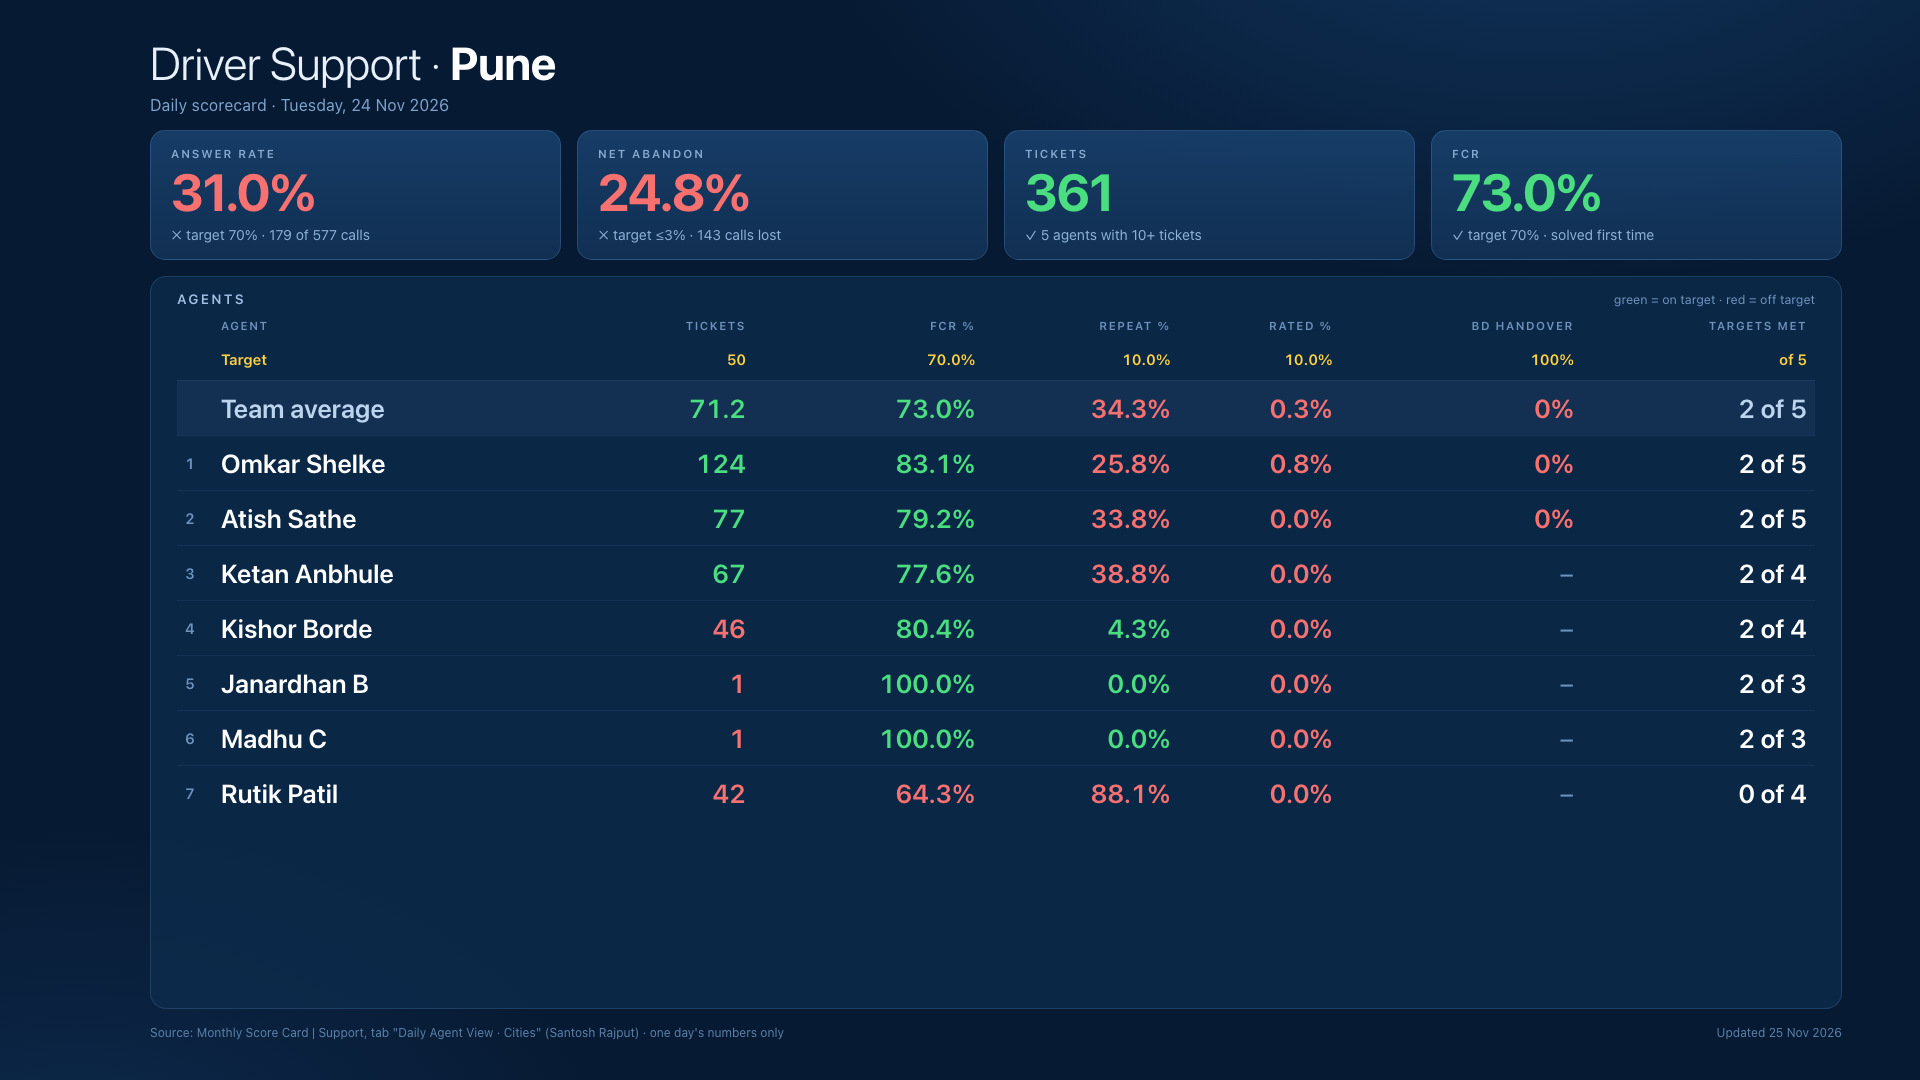 Driver Support · Pune
Daily scorecard · Tuesday, 24 Nov 2026
ANSWER RATE
31.0%
✕ target 70% · 179 of 577 calls
NET ABANDON
24.8%
✕ target ≤3% · 143 calls lost
TICKETS
361
✓ 5 agents with 10+ tickets
FCR
73.0%
✓ target 70% · solved first time
AGENTS green = on target · red = off target
AGENT TICKETS FCR % REPEAT % RATED % BD HANDOVER TARGETS MET
Target 50 70.0% 10.0% 10.0% 100% of 5
Team average 71.2 73.0% 34.3% 0.3% 0% 2 of 5
1 Omkar Shelke 124 83.1% 25.8% 0.8% 0% 2 of 5
2 Atish Sathe 77 79.2% 33.8% 0.0% 0% 2 of 5
3 Ketan Anbhule 67 77.6% 38.8% 0.0% – 2 of 4
4 Kishor Borde 46 80.4% 4.3% 0.0% – 2 of 4
5 Janardhan B 1 100.0% 0.0% 0.0% – 2 of 3
6 Madhu C 1 100.0% 0.0% 0.0% – 2 of 3
7 Rutik Patil 42 64.3% 88.1% 0.0% – 0 of 4
Source: Monthly Score Card | Support, tab "Daily Agent View · Cities" (Santosh Rajput) · one day's numbers only
Updated 25 Nov 2026